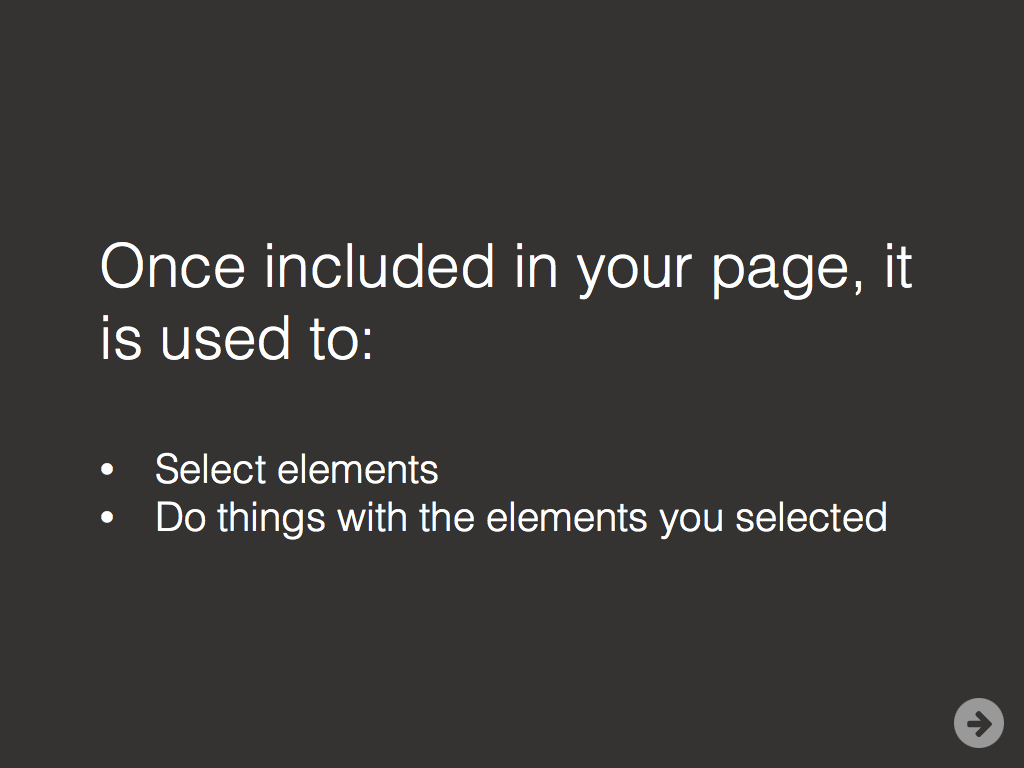 Once included in your page, it
is used to:
• Select elements
• Do things with the elements you selected